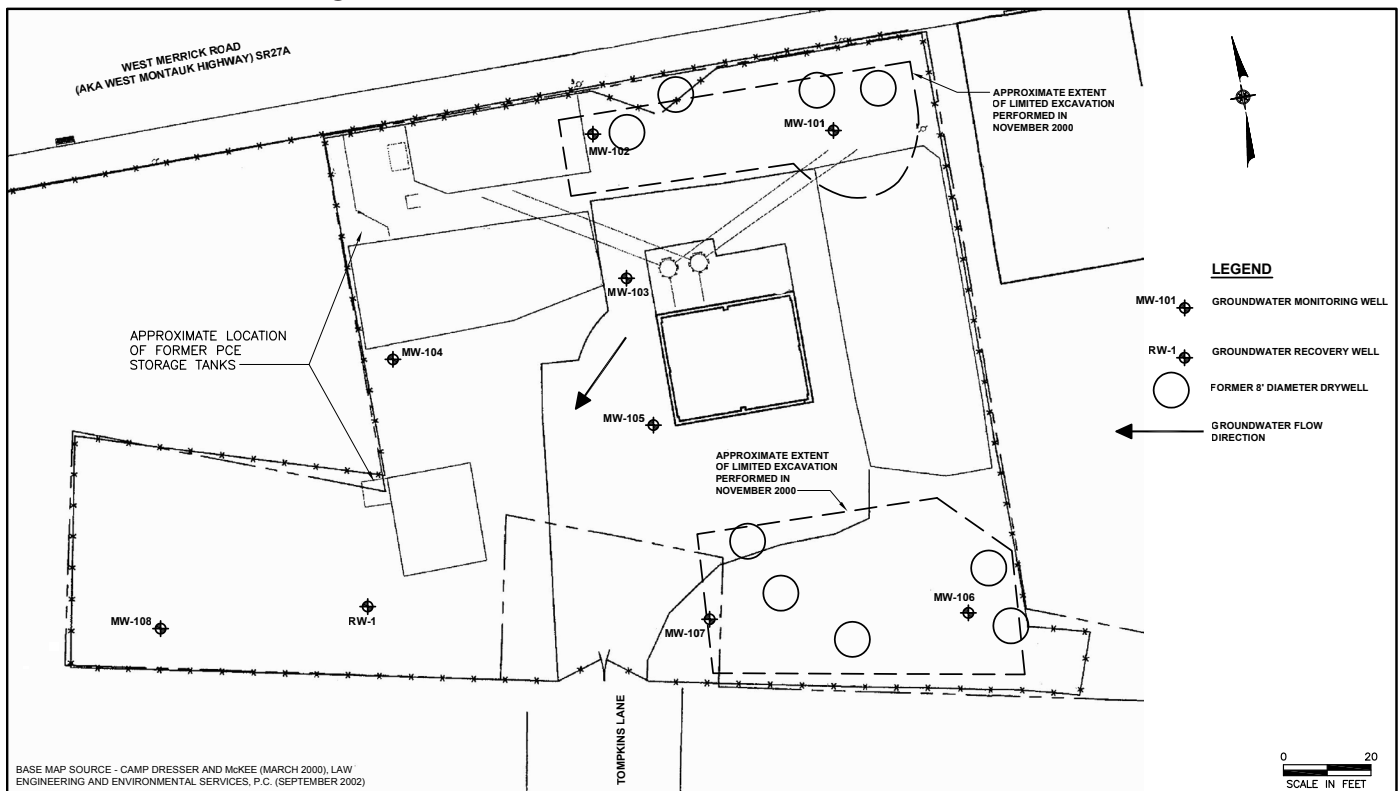 WEST MERRICK ROAD
(AKA WEST MONTAUK HIGHWAY) SR27A
APPROXIMATE EXTENT
OF LIMITED EXCAVATION
PERFORMED IN
NOVEMBER 2000
MW-101
MW-102
MW-103
LEGEND
MW-101
GROUNDWATER MONITORING WELL
RW-1
GROUNDWATER RECOVERY WELL
FORMER 8' DIAMETER DRYWELL
GROUNDWATER FLOW
DIRECTION
APPROXIMATE LOCATION
OF FORMER PCE
STORAGE TANKS
MW-104
MW-105
APPROXIMATE EXTENT
OF LIMITED EXCAVATION
PERFORMED IN
NOVEMBER 2000
MW-106
MW-107
RW-1
MW-108
TOMPKINS LANE
BASE MAP SOURCE - CAMP DRESSER AND McKEE (MARCH 2000), LAW
ENGINEERING AND ENVIRONMENTAL SERVICES, P.C. (SEPTEMBER 2002)
0 20
SCALE IN FEET